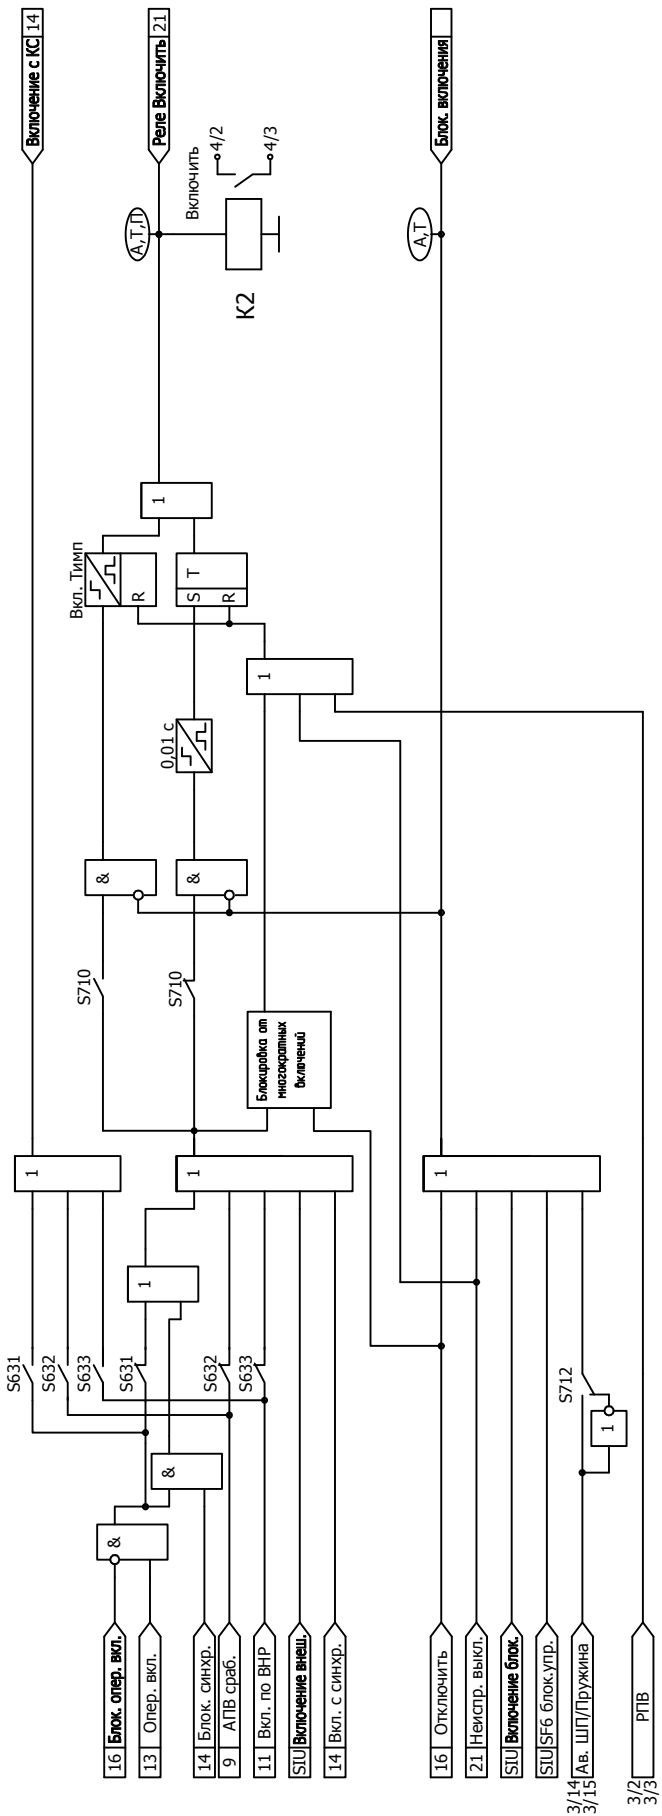 Включение с КС 14
Реле Включить 21
Блок. включения
А,Т,П
А,Т
Включить
4/2
4/3
К2
1
Вкл. Тимп
R
S T
R
1
0,01 с
&
&
S710
S710
Блокировка от
многократных
включений
1
1
1
1
S631
S632
S633
S631
S632
S633
S712
1
&
&
16 Блок. опер. вкл.
13 Опер. вкл.
14 Блок. синхр.
9 АПВ сраб.
11 Вкл. по ВНР
SIU Включение внеш.
14 Вкл. с синхр.
16 Отключить
21 Неиспр. выкл.
SIU Включение блок.
SIU SF6 блок.упр.
3/14
3/15
Ав. ШП/Пружина
3/2
3/3
РПВ